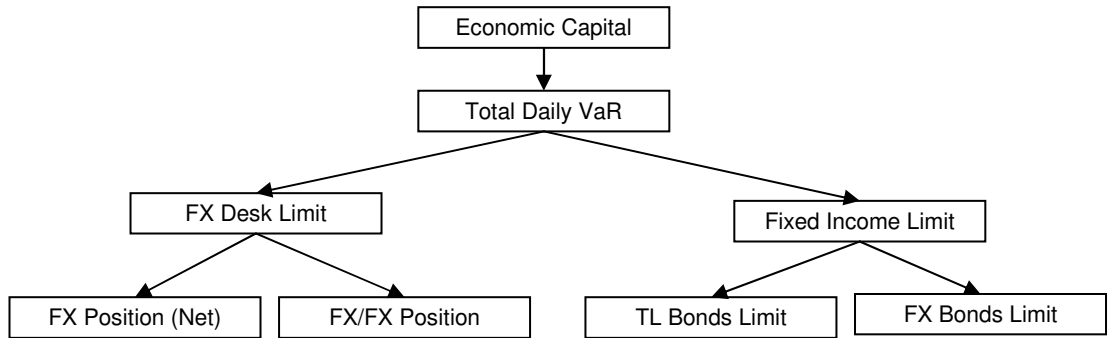 Economic Capital
Total Daily VaR
FX Desk Limit
Fixed Income Limit
FX Position (Net)
FX/FX Position
TL Bonds Limit
FX Bonds Limit